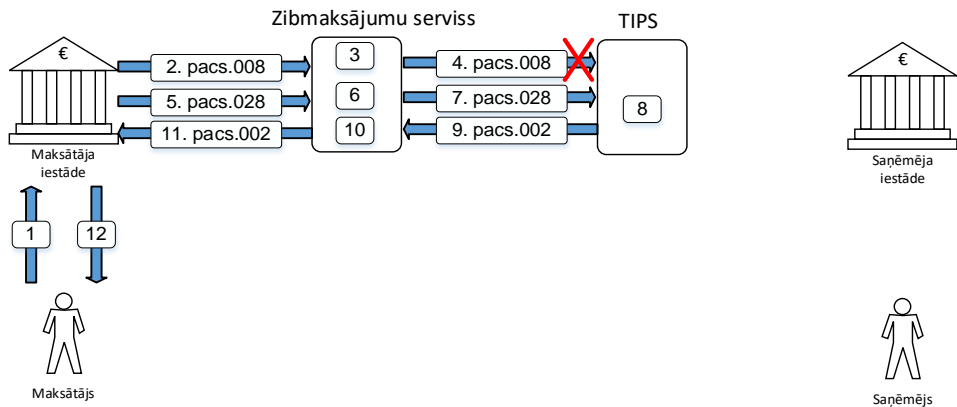 Zibmaksājumu serviss
TIPS
€
€
2. pacs.008
3
4. pacs.008
5. pacs.028
6
7. pacs.028
8
11. pacs.002
10
9. pacs.002
Maksātāja
iestāde
Saņēmēja
iestāde
1
12
Maksātājs
Saņēmējs